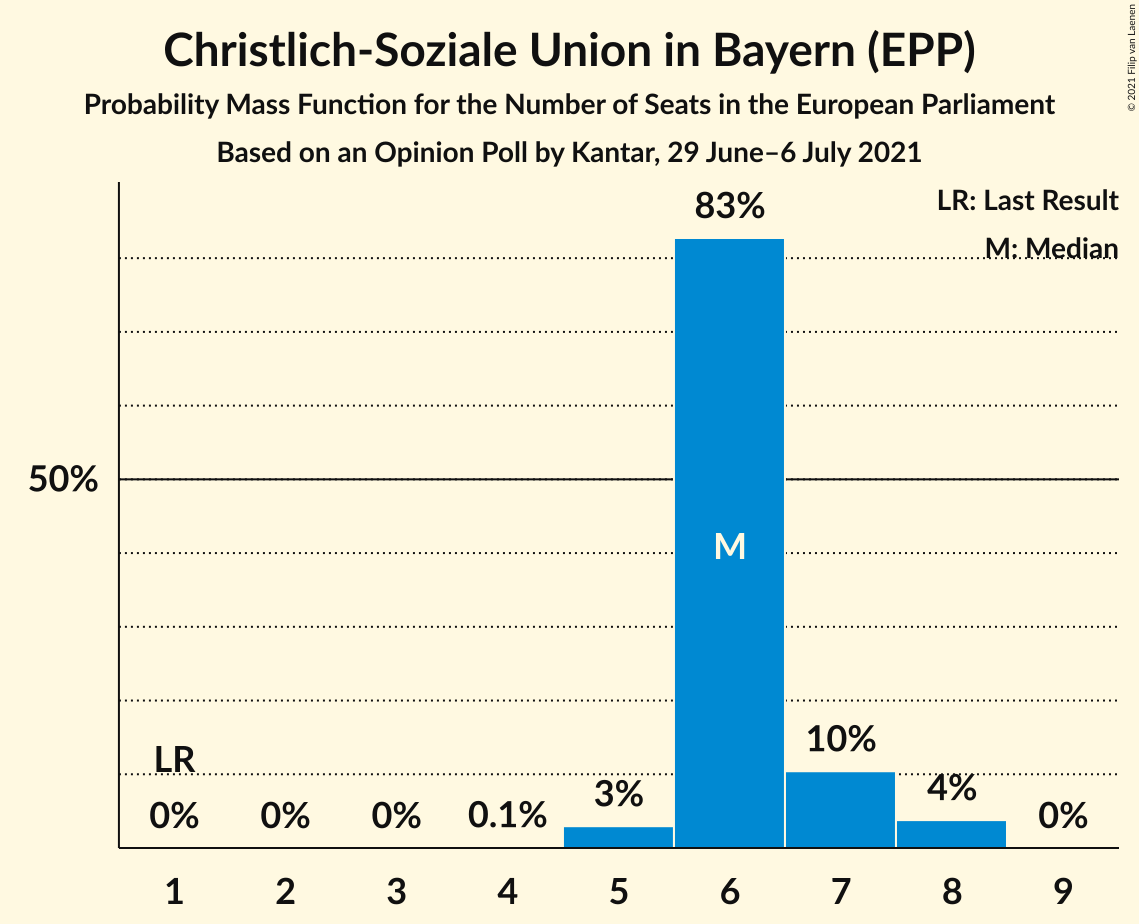 Christlich-Soziale Union in Bayern (EPP)
Probability Mass Function for the Number of Seats in the European Parliament
Based on an Opinion Poll by Kantar, 29 June–6 July 2021
© 2021 Filip van Laenen
LR: Last Result
M: Median
83%
50%
M
LR
10%
0%
0%
0%
0.1%
3%
4%
0%
1
2
3
4
5
6
7
8
9